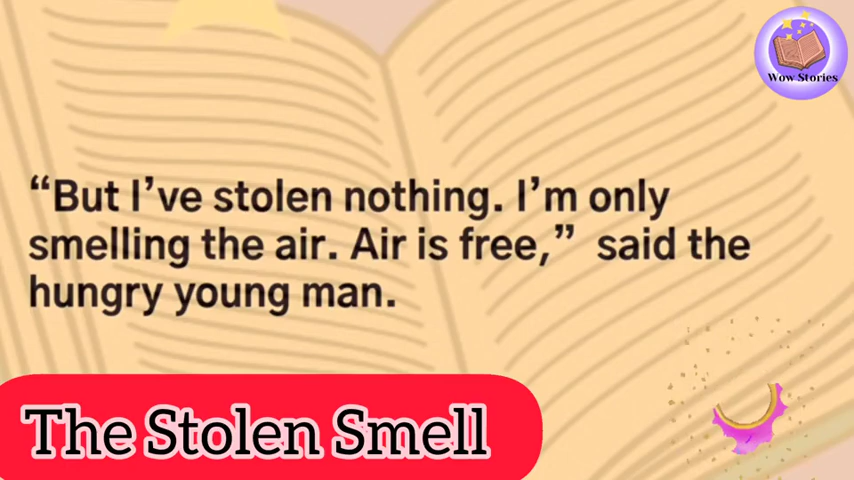 Wow Stories
“But I’ve stolen nothing. I’m only
smelling the air. Air is free,” said the
hungry young man.
The Stolen Smell